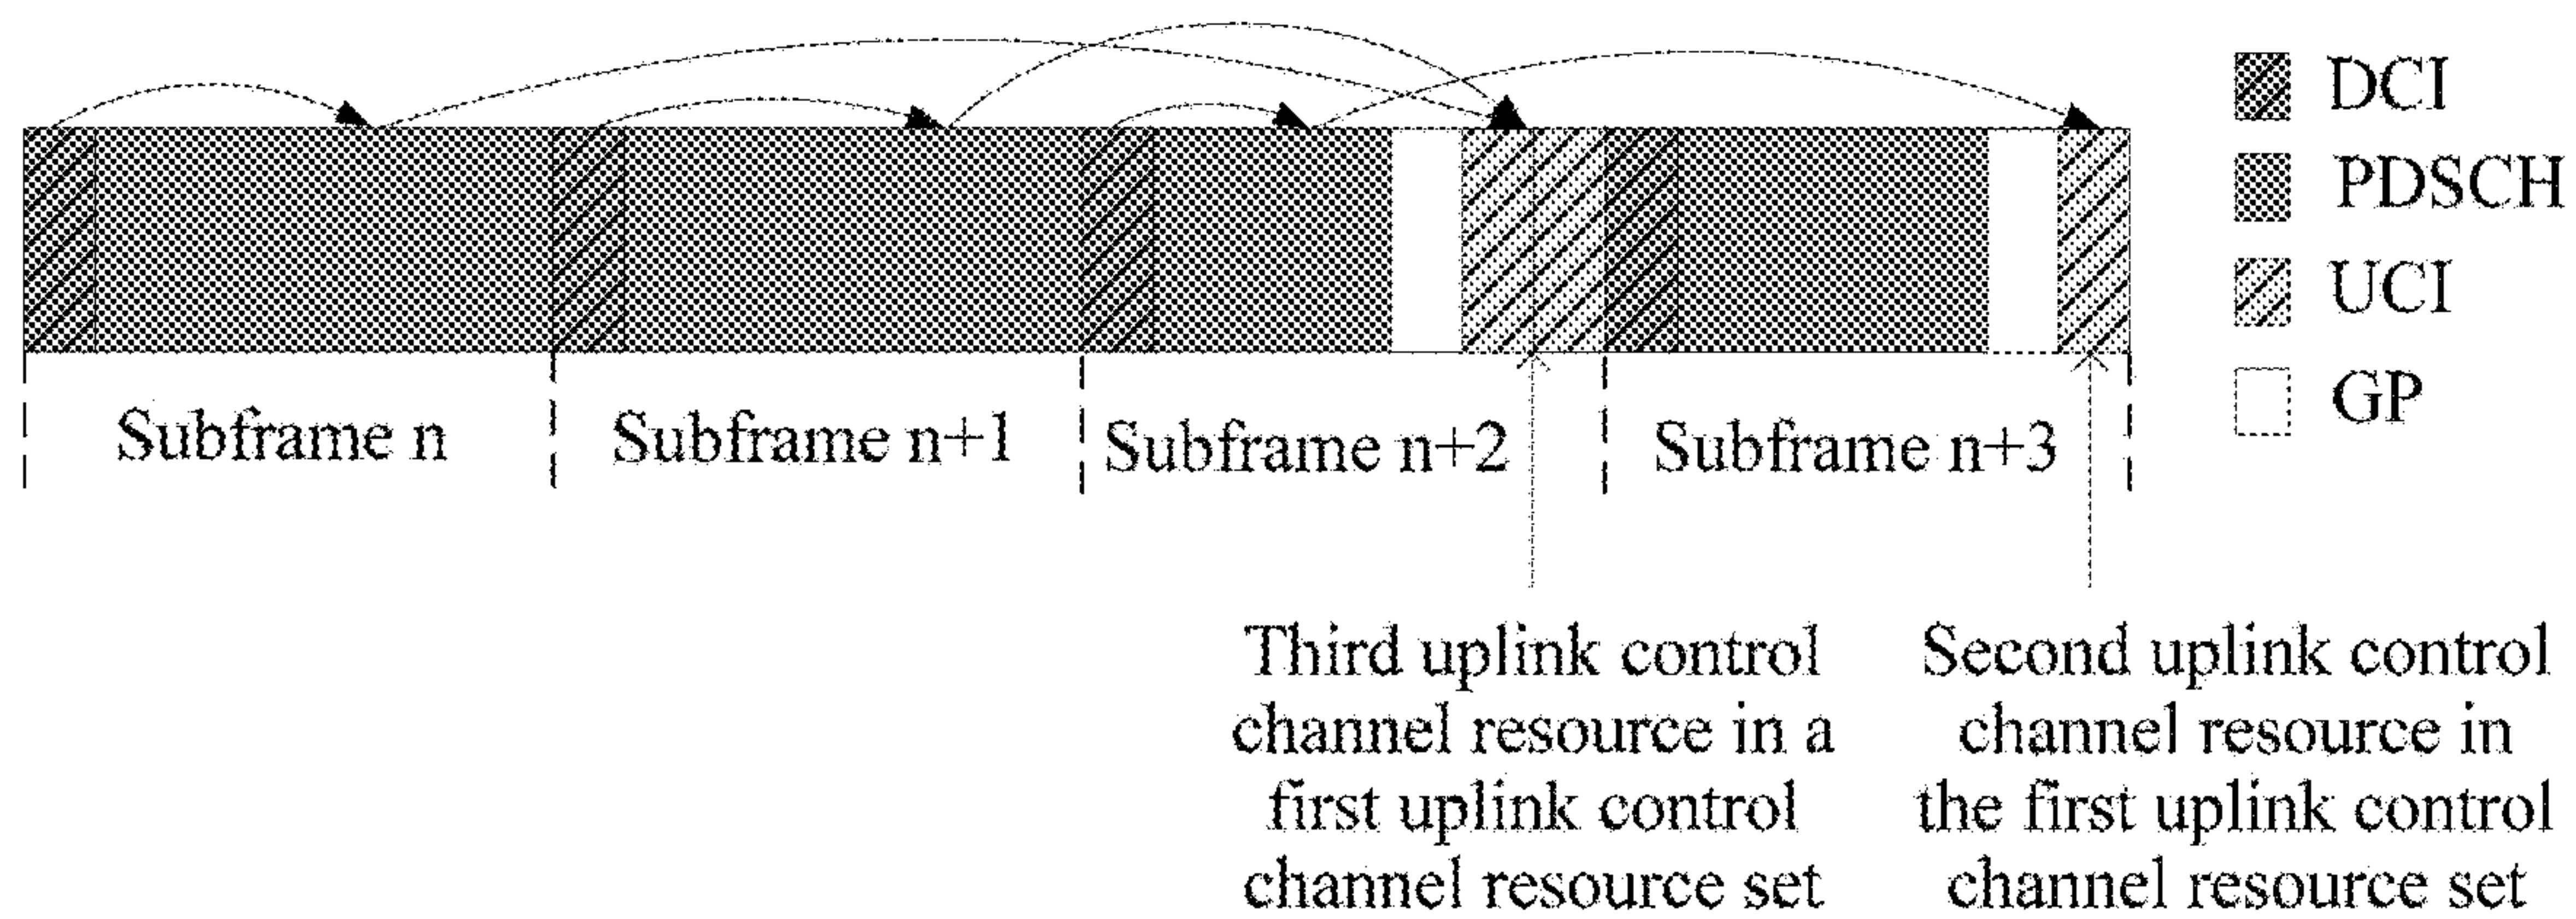 DCI
PDSCH
UCI
GP
Subframe n
Subframe n+1
Subframe n+2
Subframe n+3
Third uplink control
channel resource in a
first uplink control
channel resource set
Second uplink control
channel resource in
the first uplink control
channel resource set